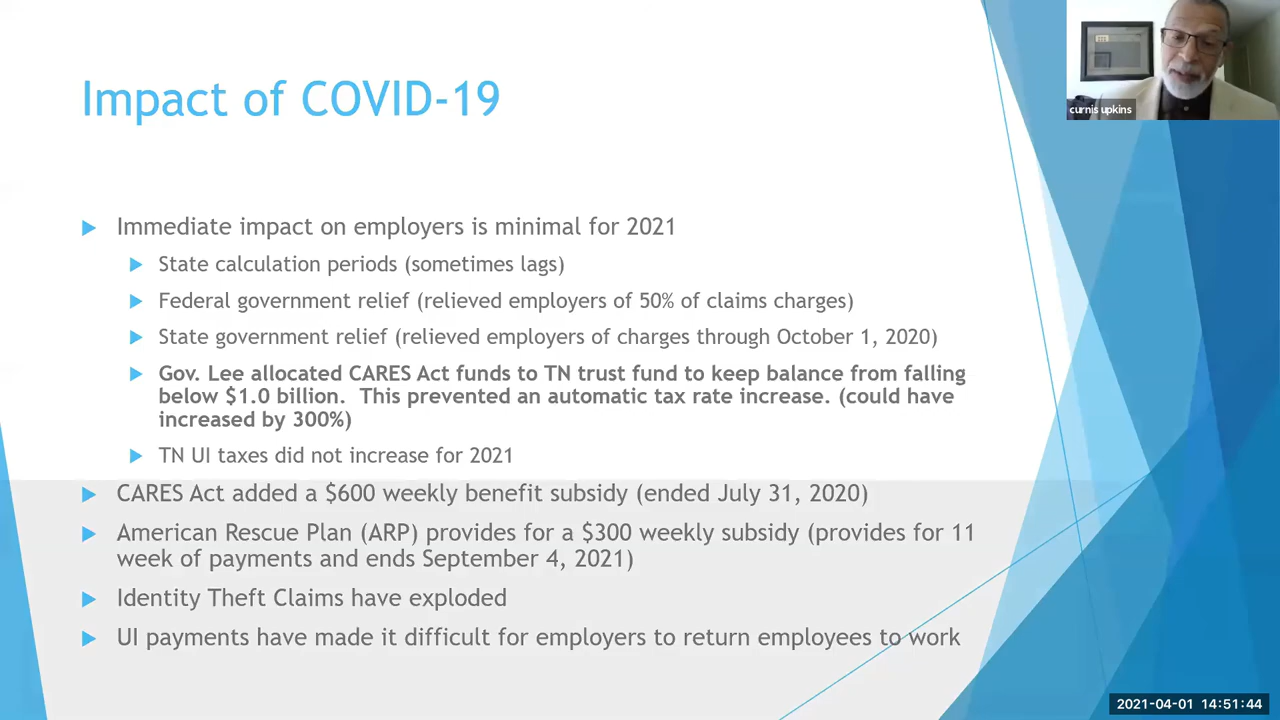 Impact of COVID-19
Immediate impact on employers is minimal for 2021
State calculation periods (sometimes lags)
Federal government relief (relieved employers of 50% of claims charges)
State government relief (relieved employers of charges through October 1, 2020)
Gov. Lee allocated CARES Act funds to TN trust fund to keep balance from falling
below $1.0 billion.  This prevented an automatic tax rate increase. (could have
increased by 300%)
TN UI taxes did not increase for 2021
CARES Act added a $600 weekly benefit subsidy (ended July 31, 2020)
American Rescue Plan (ARP) provides for a $300 weekly subsidy (provides for 11
week of payments and ends September 4, 2021)
Identity Theft Claims have exploded
UI payments have made it difficult for employers to return employees to work
curnis upkins
2021-04-01 14:51:44